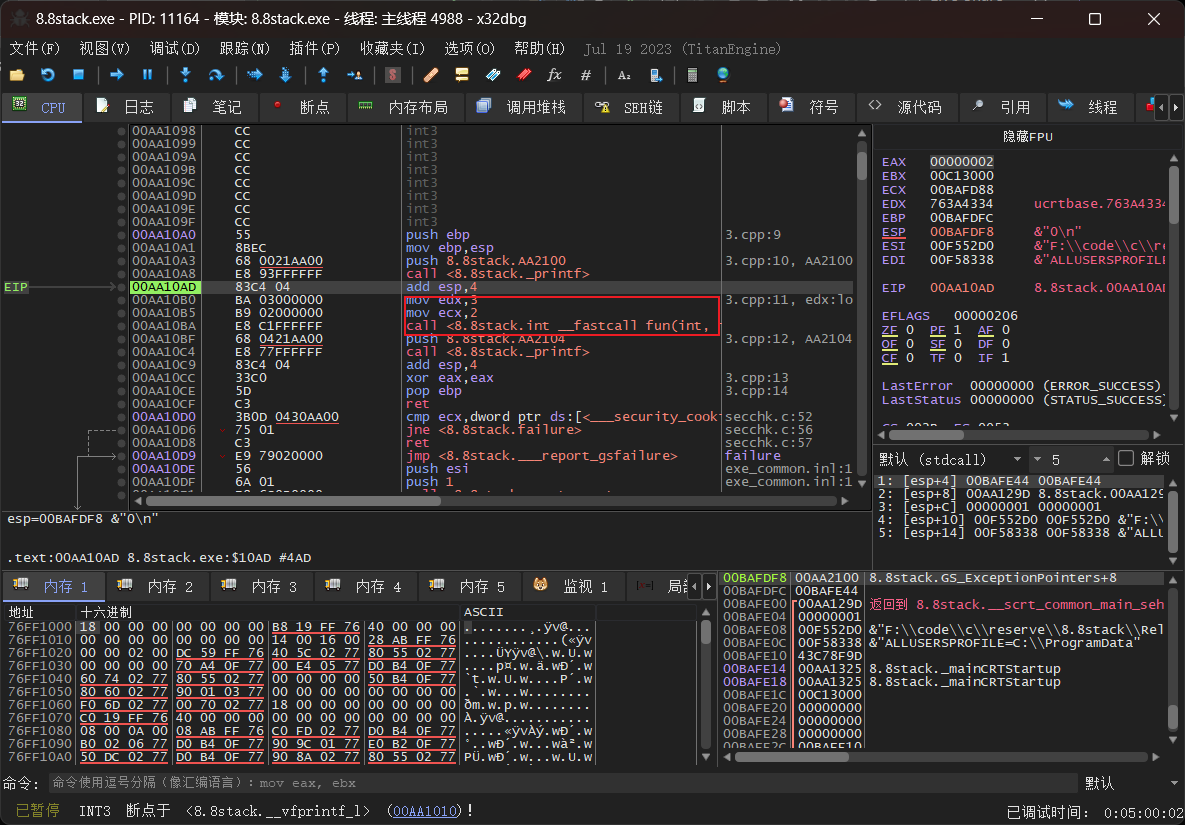 8.8stack.exe - PID: 11164 - 模块: 8.8stack.exe - 线程: 主线程 4988 - x32dbg
文件(F) 视图(V) 调试(D) 跟踪(N) 插件(P) 收藏夹(I) 选项(O) 帮助(H) Jul 19 2023 (TitanEngine)
CPU 日志 笔记 断点 内存布局 调用堆栈 SEH链 脚本 符号 源代码 引用 线程
00AA1098 CC int3
00AA1099 CC int3
00AA109A CC int3
00AA109B CC int3
00AA109C CC int3
00AA109D CC int3
00AA109E CC int3
00AA109F CC int3
00AA10A0 55 push ebp 3.cpp:9
00AA10A1 8BEC mov ebp,esp
00AA10A3 68 0021AA00 push 8.8stack.AA2100 3.cpp:10, AA2100
00AA10A8 E8 93FFFFFF call <8.8stack._printf>
EIP 00AA10AD 83C4 04 add esp,4
00AA10B0 BA 03000000 mov edx,3 3.cpp:11, edx:lo
00AA10B5 B9 02000000 mov ecx,2
00AA10BA E8 C1FFFFFF call <8.8stack.int __fastcall fun(int,
00AA10BF 68 0421AA00 push 8.8stack.AA2104 3.cpp:12, AA2104
00AA10C4 E8 77FFFFFF call <8.8stack._printf>
00AA10C9 83C4 04 add esp,4
00AA10CC 33C0 xor eax,eax 3.cpp:13
00AA10CE 5D pop ebp 3.cpp:14
00AA10CF C3 ret
00AA10D0 3B0D 0430AA00 cmp ecx,dword ptr ds:[<___security_cook secchk.c:52
00AA10D6 75 01 jne <8.8stack.failure> secchk.c:56
00AA10D8 C3 ret secchk.c:57
00AA10D9 E9 79020000 jmp <8.8stack.___report_gsfailure> failure
00AA10DE 56 push esi exe_common.inl:1
00AA10DF 6A 01 push 1 exe_common.inl:1
隐藏FPU
EAX 00000002
EBX 00C13000
ECX 00BAFD88
EDX 763A4334 ucrtbase.763A4334
EBP 00BAFDFC
ESP 00BAFDF8 &"0\n"
ESI 00F552D0 &"F:\\code\\c\\re
EDI 00F58338 &"ALLUSERSPROFILE
EIP 00AA10AD 8.8stack.00AA10AD
EFLAGS 00000206
ZF 0 PF 1 AF 0
OF 0 SF 0 DF 0
CF 0 TF 0 IF 1
LastError 00000000 (ERROR_SUCCESS)
LastStatus 00000000 (STATUS_SUCCESS)
默认 (stdcall) 5 解锁
1: [esp+4] 00BAFE44 00BAFE44
2: [esp+8] 00AA129D 8.8stack.00AA129
3: [esp+C] 00000001 00000001
4: [esp+10] 00F552D0 00F552D0 &"F:\\
5: [esp+14] 00F58338 00F58338 &"ALLU
esp=00BAFDF8 &"0\n"
.text:00AA10AD 8.8stack.exe:$10AD #4AD
内存 1 内存 2 内存 3 内存 4 内存 5 监视 1 局部
地址 十六进制 ASCII
76FF1000 18 00 00 00 00 00 00 00 B8 19 FF 76 40 00 00 00
76FF1010 00 00 00 00 00 00 00 00 14 00 16 00 28 AB FF 76
76FF1020 00 00 02 00 DC 59 FF 76 40 5C 02 77 80 55 02 77
76FF1030 00 00 00 00 70 A4 0F 77 00 E4 05 77 D0 B4 0F 77
76FF1040 60 74 02 77 80 55 02 77 00 00 00 00 50 B4 0F 77
76FF1050 80 60 02 77 90 01 03 77 00 00 00 00 00 00 00 00
76FF1060 F0 6D 02 77 00 70 02 77 18 00 00 00 00 00 00 00
76FF1070 C0 19 FF 76 40 00 00 00 00 00 00 00 00 00 00 00
76FF1080 08 00 0A 00 08 AB FF 76 C0 FD 02 77 D0 B4 0F 77
76FF1090 B0 02 06 77 D0 B4 0F 77 90 9C 01 77 E0 B2 0F 77
76FF10A0 50 DC 02 77 D0 B4 0F 77 90 8A 02 77 80 55 02 77
00BAFDF8 00AA2100 8.8stack.GS_ExceptionPointers+8
00BAFDFC 00BAFE44
00BAFE00 00AA129D 返回到 8.8stack.__scrt_common_main_seh
00BAFE04 00000001
00BAFE08 00F552D0 &"F:\\code\\c\\reserve\\8.8stack\\Rel
00BAFE0C 00F58338 &"ALLUSERSPROFILE=C:\\ProgramData"
00BAFE10 43C78F9D
00BAFE14 00AA1325 8.8stack._mainCRTStartup
00BAFE18 00AA1325 8.8stack._mainCRTStartup
00BAFE1C 00C13000
00BAFE20 00000000
00BAFE24 00000000
00BAFE28 00000000
00BAFE2C 00BAFE10
命令: 命令使用逗号分隔（像汇编语言）：mov eax, ebx 默认
已暂停 INT3 断点于 <8.8stack.__vfprintf_l> (00AA1010)! 已调试时间: 0:05:00:02